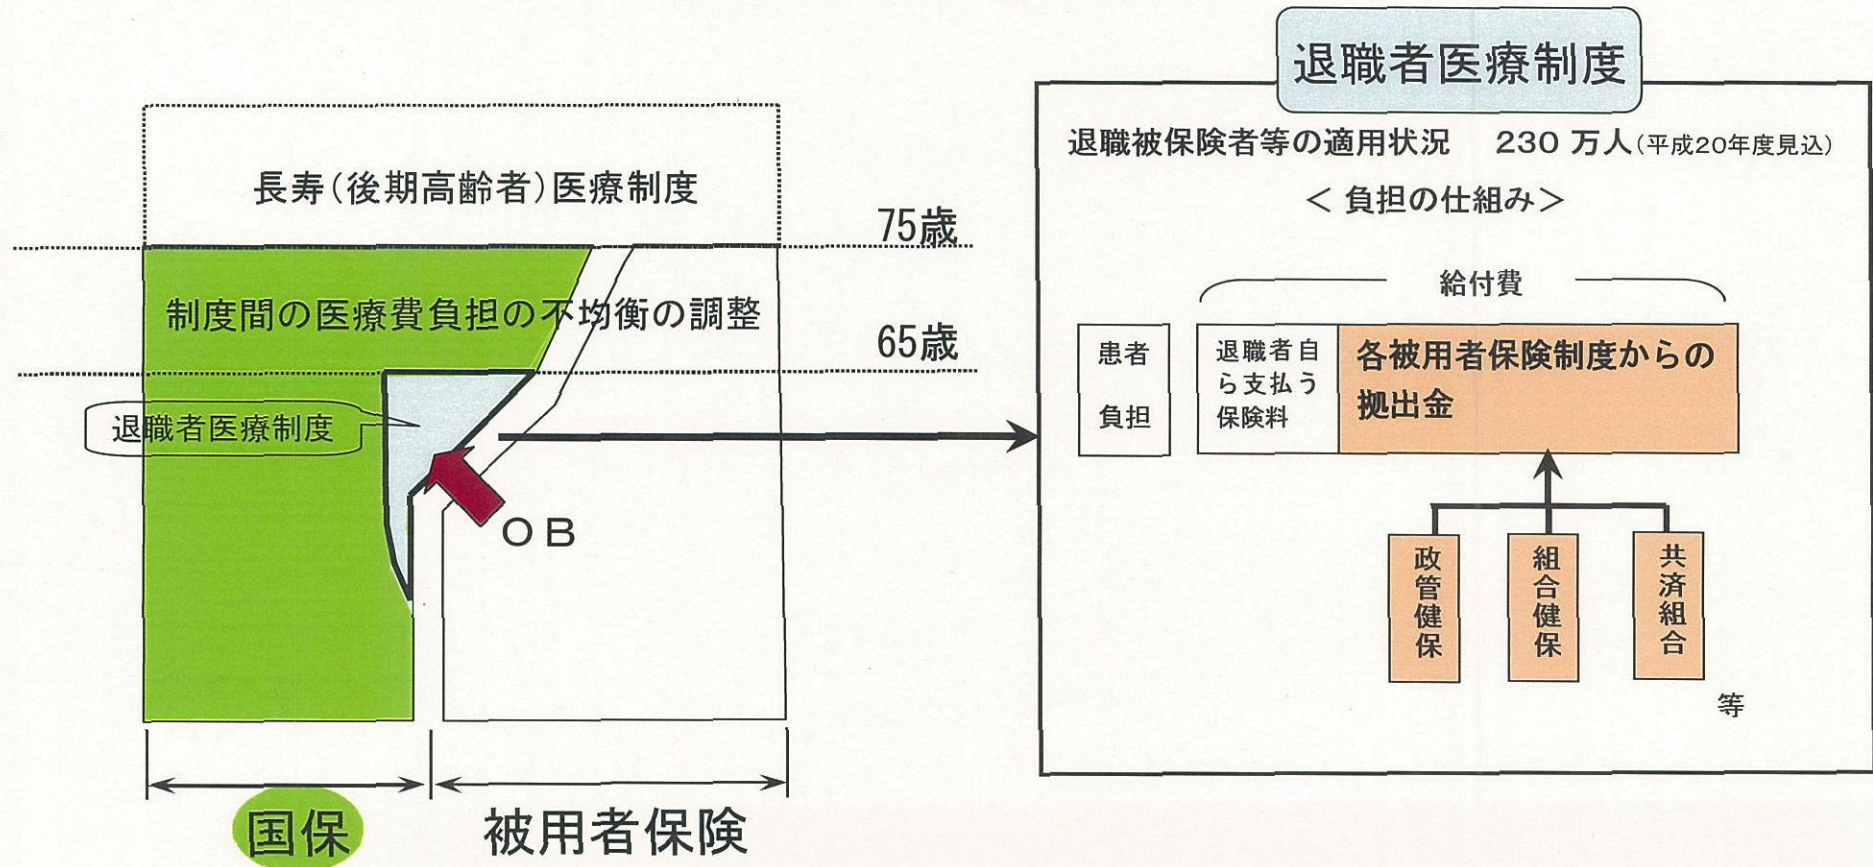 長寿(後期高齢者)医療制度
75歳
制度間の医療費負担の不均衡の調整
65歳
退職者医療制度
OB
国保
被用者保険
退職者医療制度
退職被保険者等の適用状況 230 万人(平成20年度見込)
＜ 負担の仕組み＞
給付費
患者
負担
退職者自
ら支払う
保険料
各被用者保険制度からの
拠出金
政管健保
組合健保
共済組合
等